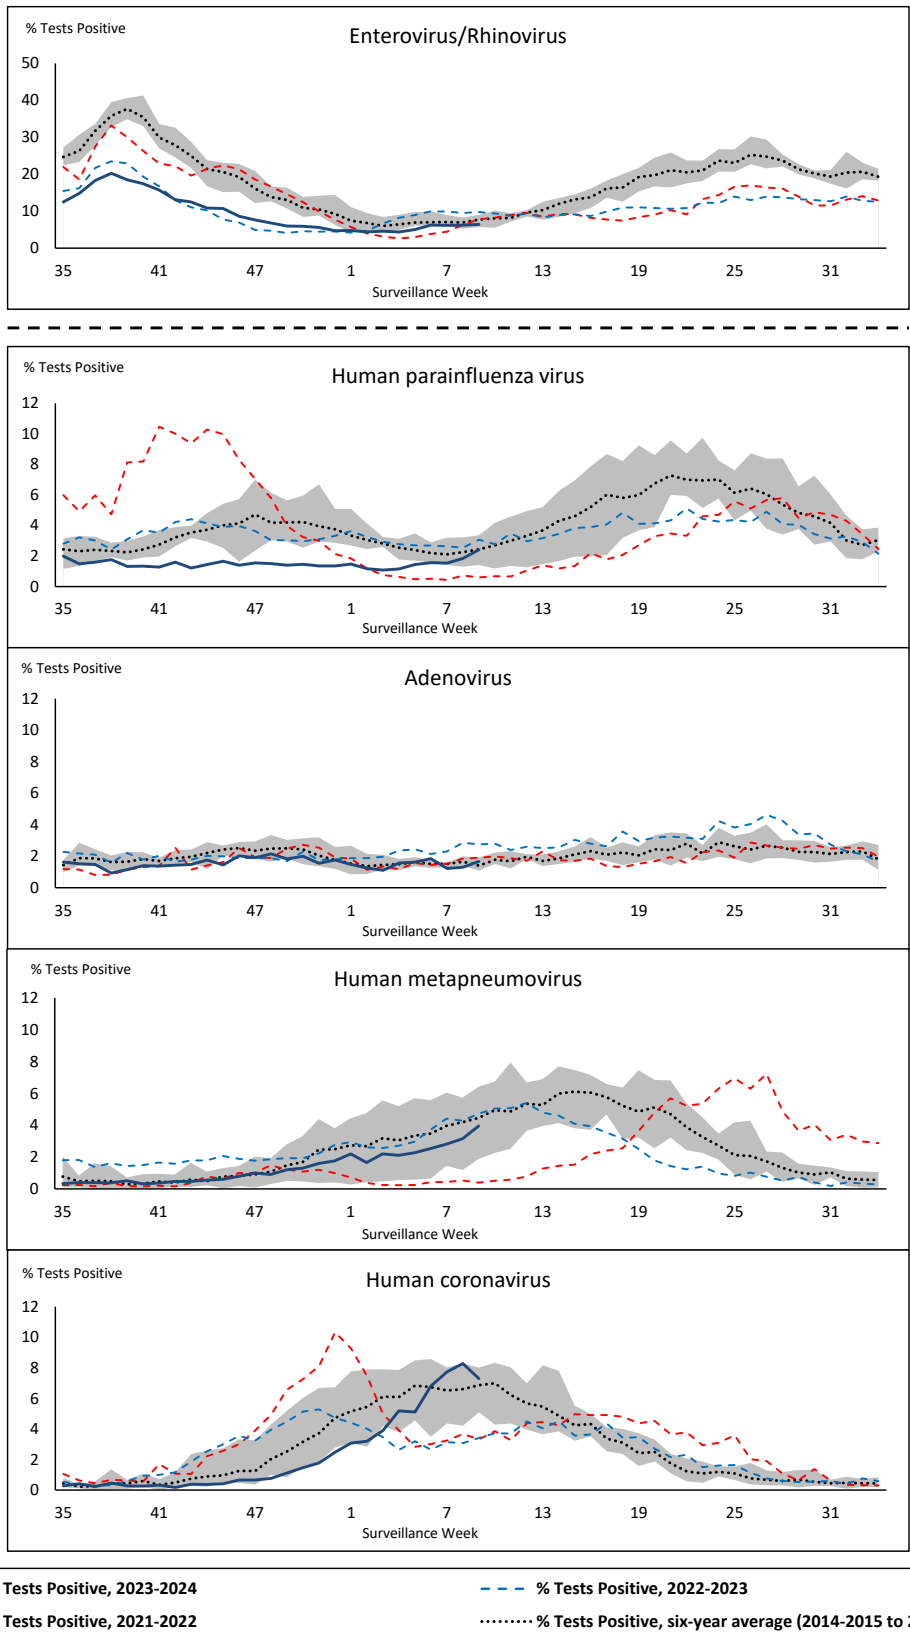 % Tests Positive
Enterovirus/Rhinovirus
50
40
30
20
10
0
35 41 47 1 7 13 19 25 31
Surveillance Week
% Tests Positive
Human parainfluenza virus
12
10
8
6
4
2
0
35 41 47 1 7 13 19 25 31
Surveillance Week
% Tests Positive
Adenovirus
12
10
8
6
4
2
0
35 41 47 1 7 13 19 25 31
Surveillance Week
% Tests Positive
Human metapneumovirus
12
10
8
6
4
2
0
35 41 47 1 7 13 19 25 31
Surveillance Week
% Tests Positive
Human coronavirus
12
10
8
6
4
2
0
35 41 47 1 7 13 19 25 31
Surveillance Week
Tests Positive, 2023-2024 % Tests Positive, 2022-2023
Tests Positive, 2021-2022 % Tests Positive, six-year average (2014-2015 to